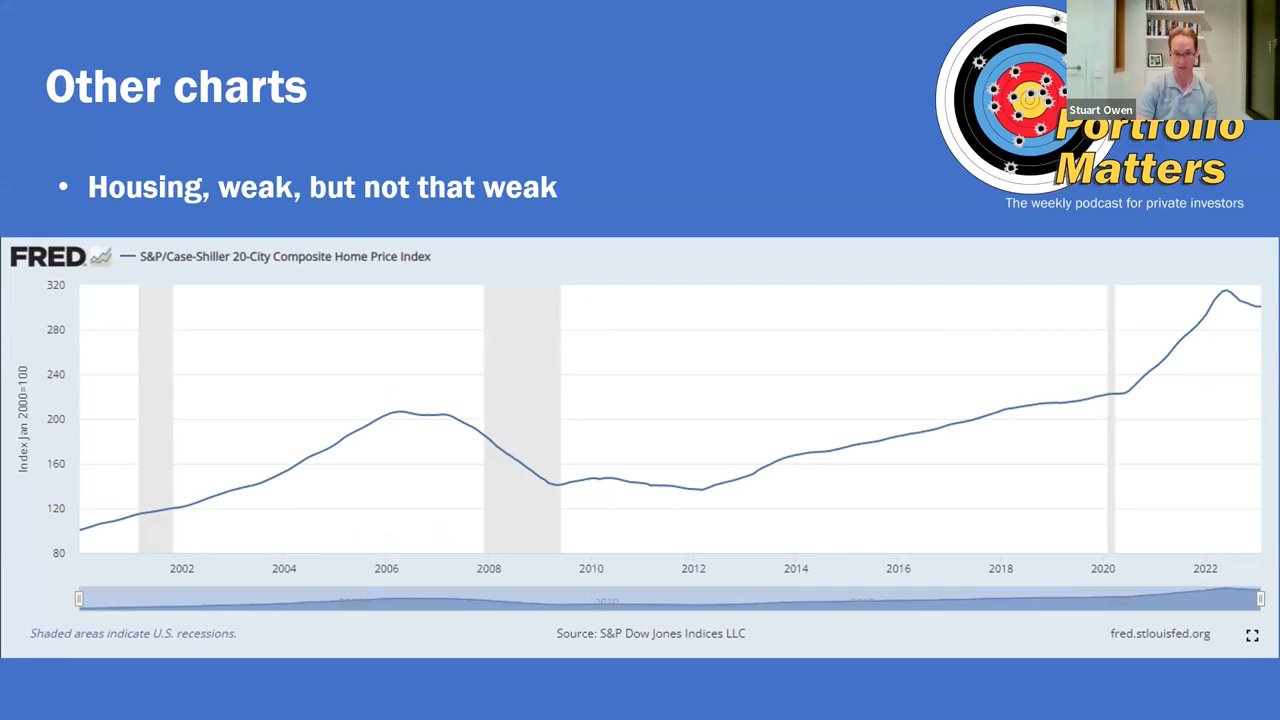 Other charts
Stuart Owen
Portfolio
Matters
The weekly podcast for private investors
• Housing, weak, but not that weak
FRED
S&P/Case-Shiller 20-City Composite Home Price Index
320
280
240
200
160
120
80
Index Jan 2000=100
2002 2004 2006 2008 2010 2012 2014 2016 2018 2020 2022
2010
Shaded areas indicate U.S. recessions.
Source: S&P Dow Jones Indices LLC
fred.stlouisfed.org